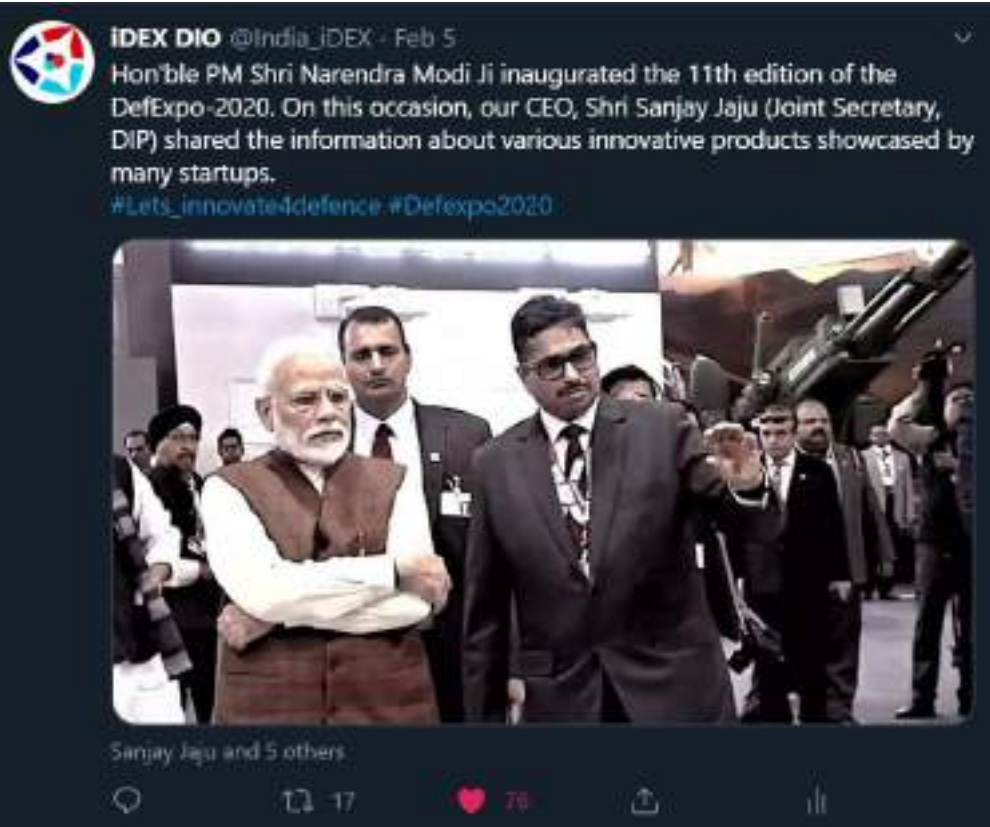 iDEX DIO @India_iDEX · Feb 5
Hon'ble PM Shri Narendra Modi Ji inaugurated the 11th edition of the
DefExpo-2020. On this occasion, our CEO, Shri Sanjay Jaju (Joint Secretary,
DIP) shared the information about various innovative products showcased by
many startups.
#Lets_innovate4defence #Defexpo2020
Sanjay Jaju and 5 others
17 76